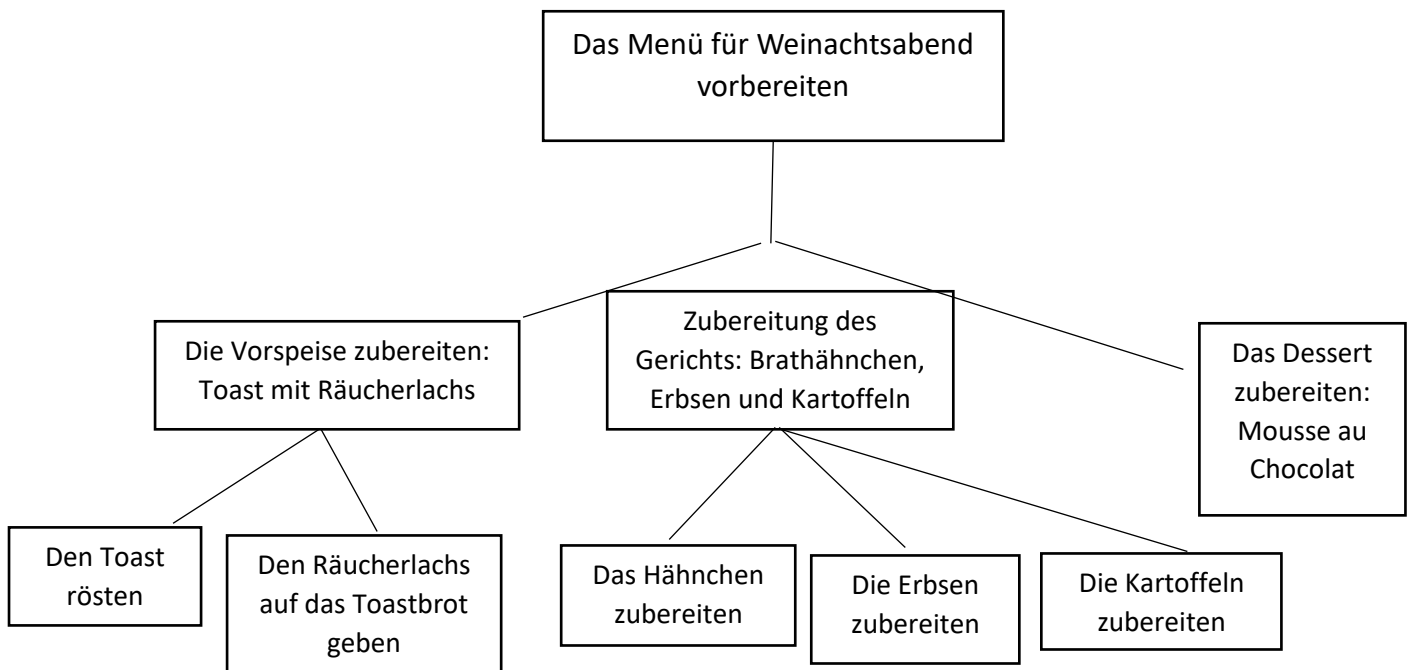 Das Menü für Weinachtsabend
vorbereiten
Die Vorspeise zubereiten:
Toast mit Räucherlachs
Zubereitung des
Gerichts: Brathähnchen,
Erbsen und Kartoffeln
Das Dessert
zubereiten:
Mousse au
Chocolat
Den Toast
rösten
Den Räucherlachs
auf das Toastbrot
geben
Das Hähnchen
zubereiten
Die Erbsen
zubereiten
Die Kartoffeln
zubereiten